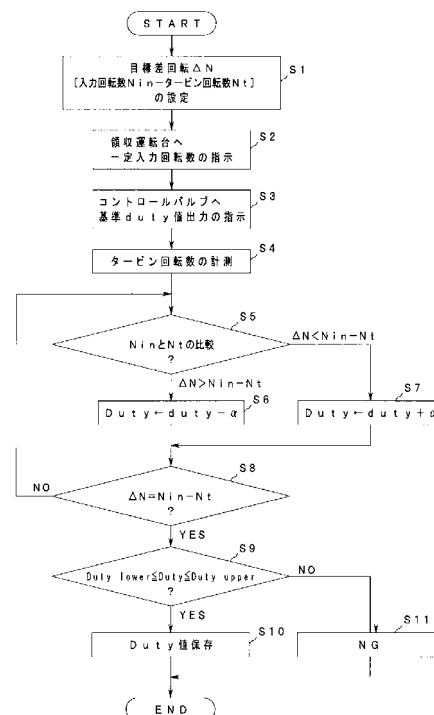 START
S1
目標差回転ΔN
[入力回転数Nin－タービン回転数Nt]
の設定
S2
領収運転台へ
一定入力回転数の指示
S3
コントロールバルブへ
基準duty値出力の指示
S4
タービン回転数の計測
S5
NinとNtの比較
?
ΔN<Nin-Nt
ΔN>Nin-Nt
S6
Duty←duty-α
S7
Duty←duty+α
S8
NO
ΔN=Nin-Nt
?
YES
S9
Duty lower≦Duty≦Duty upper
?
NO
YES
S10
Duty値保存
S11
NG
END